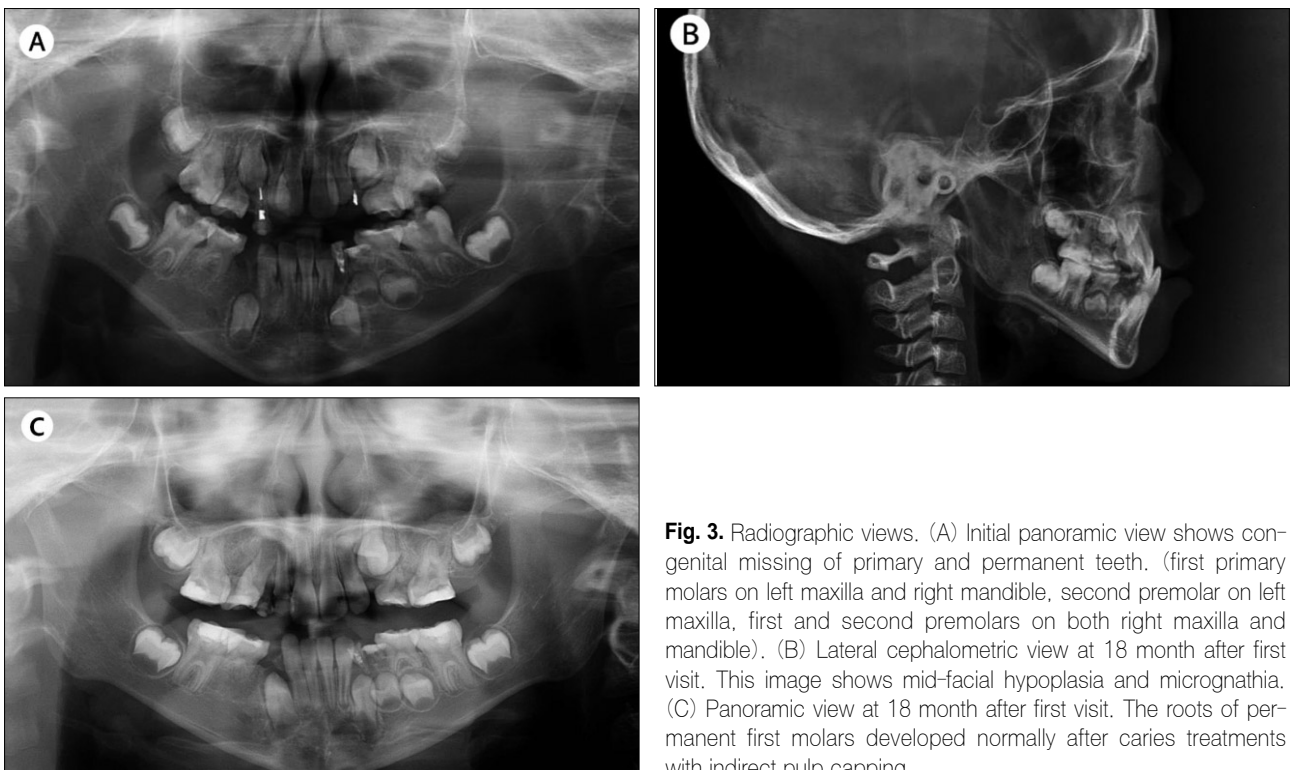 A
B
C
Fig. 3. Radiographic views. (A) Initial panoramic view shows con-
genital missing of primary and permanent teeth. (first primary
molars on left maxilla and right mandible, second premolar on left
maxilla, first and second premolars on both right maxilla and
mandible). (B) Lateral cephalometric view at 18 month after first
visit. This image shows mid-facial hypoplasia and micrognathia.
(C) Panoramic view at 18 month after first visit. The roots of per-
manent first molars developed normally after caries treatments
with indirect pulp capping.